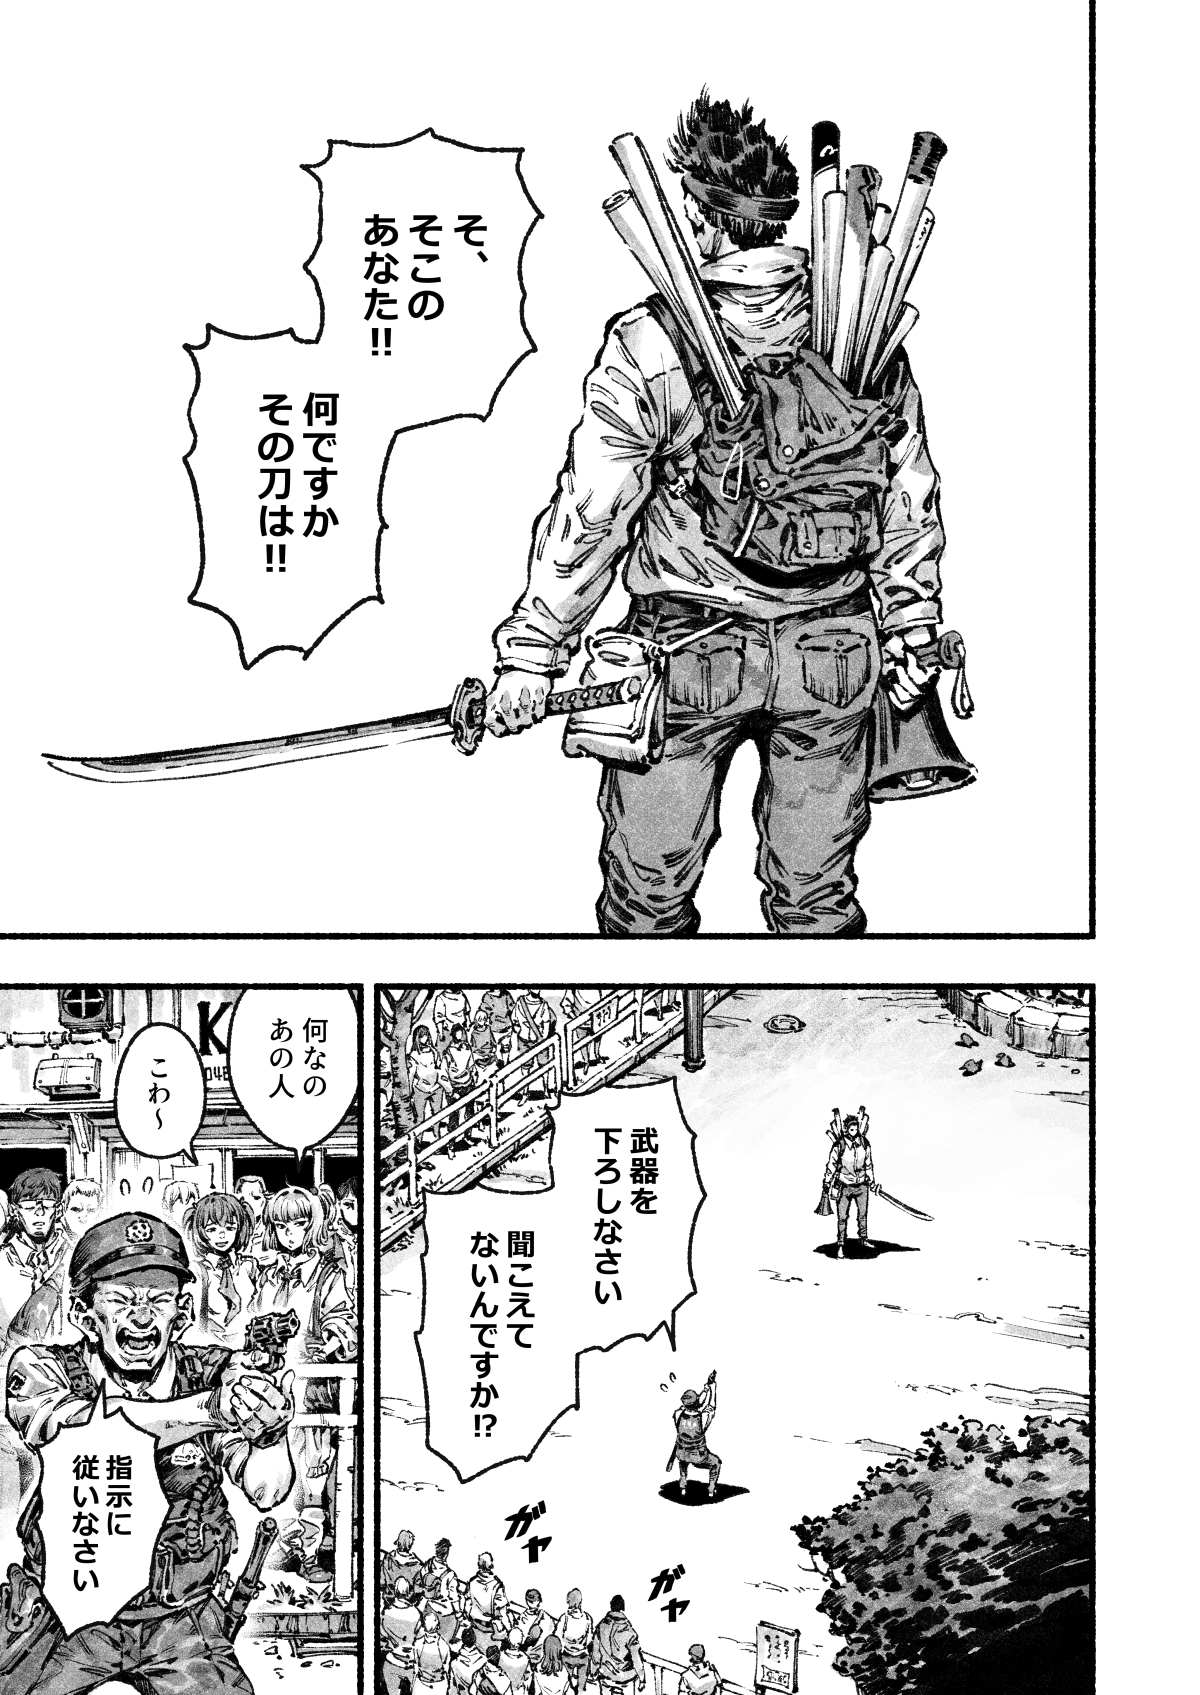 そ、
そこの
あなた!!
何ですか
その刀は!!
武器を
下ろしなさい
聞こえて
ないんですか!?
ガヤ
ガヤ
何なの
あの人
こわ～
K
指示に
従いなさい